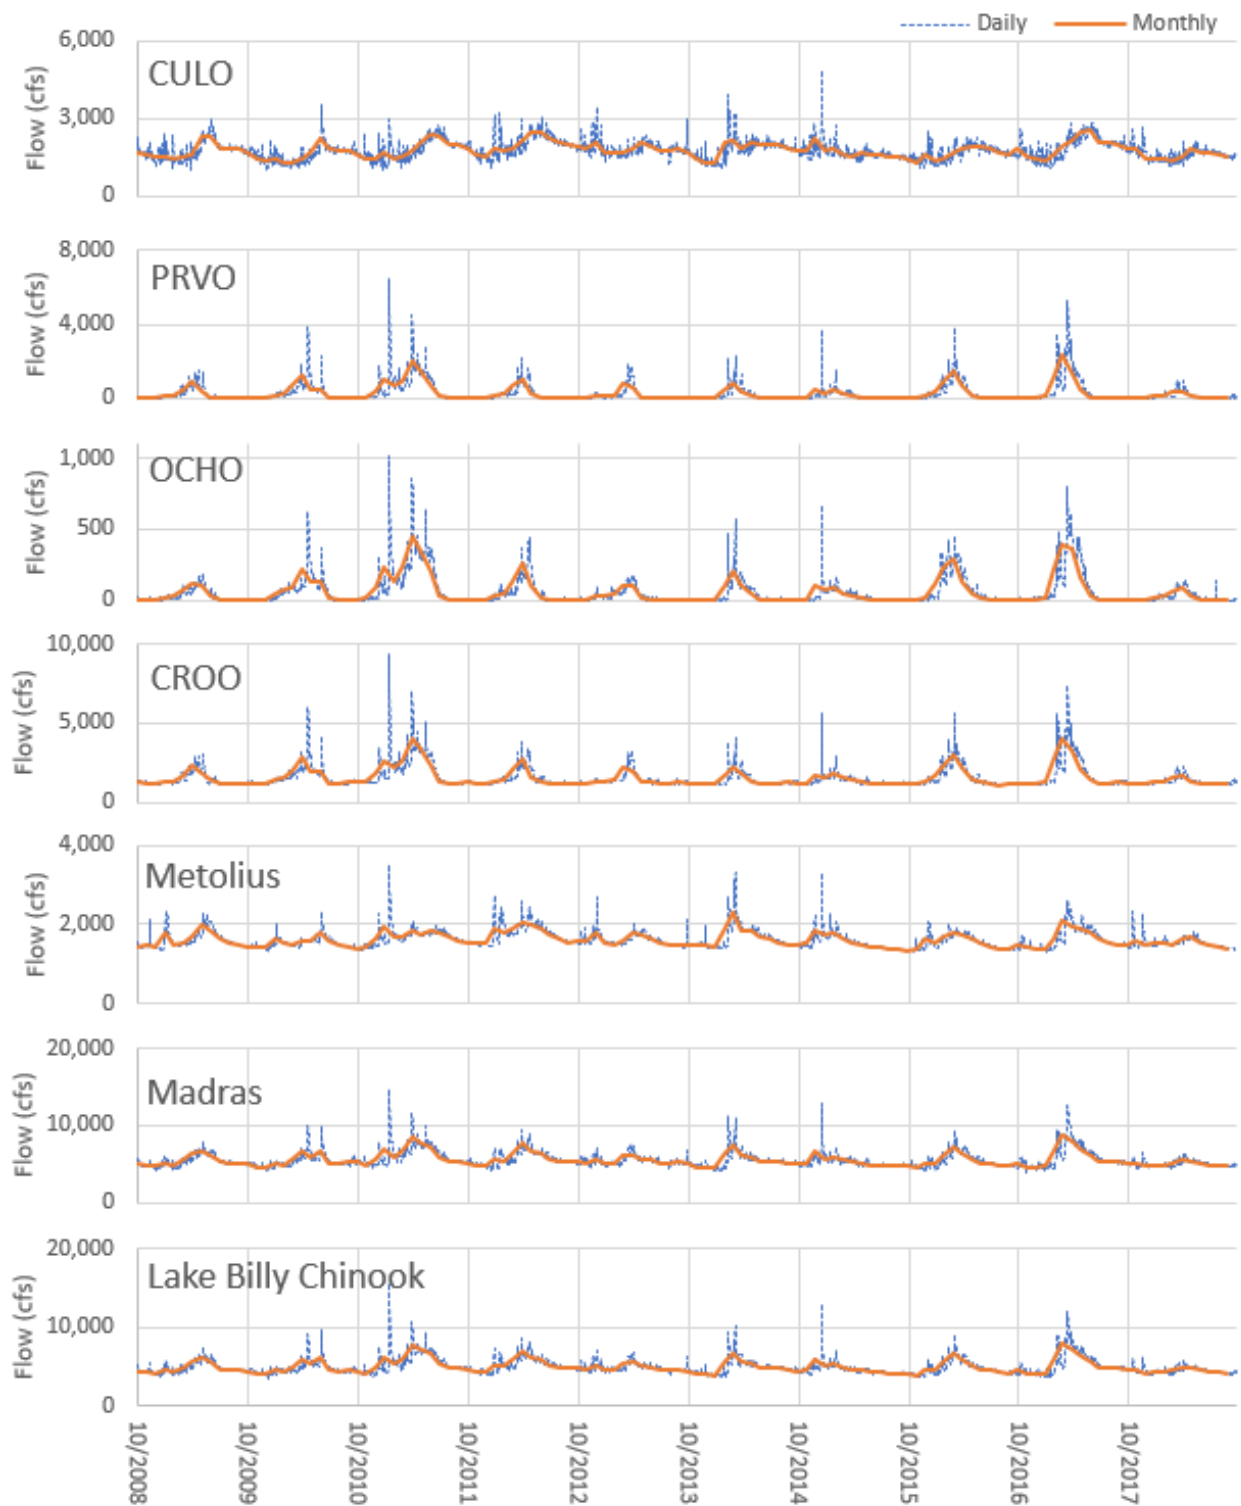 Daily Monthly
6,000
CULO
Flow (cfs)
3,000
0
8,000
PRVO
Flow (cfs)
4,000
0
1,000
OCHO
Flow (cfs)
500
0
10,000
CROO
Flow (cfs)
5,000
0
4,000
Metolius
Flow (cfs)
2,000
0
20,000
Madras
Flow (cfs)
10,000
0
20,000
Lake Billy Chinook
Flow (cfs)
10,000
0
10/2008 10/2009 10/2010 10/2011 10/2012 10/2013 10/2014 10/2015 10/2016 10/2017